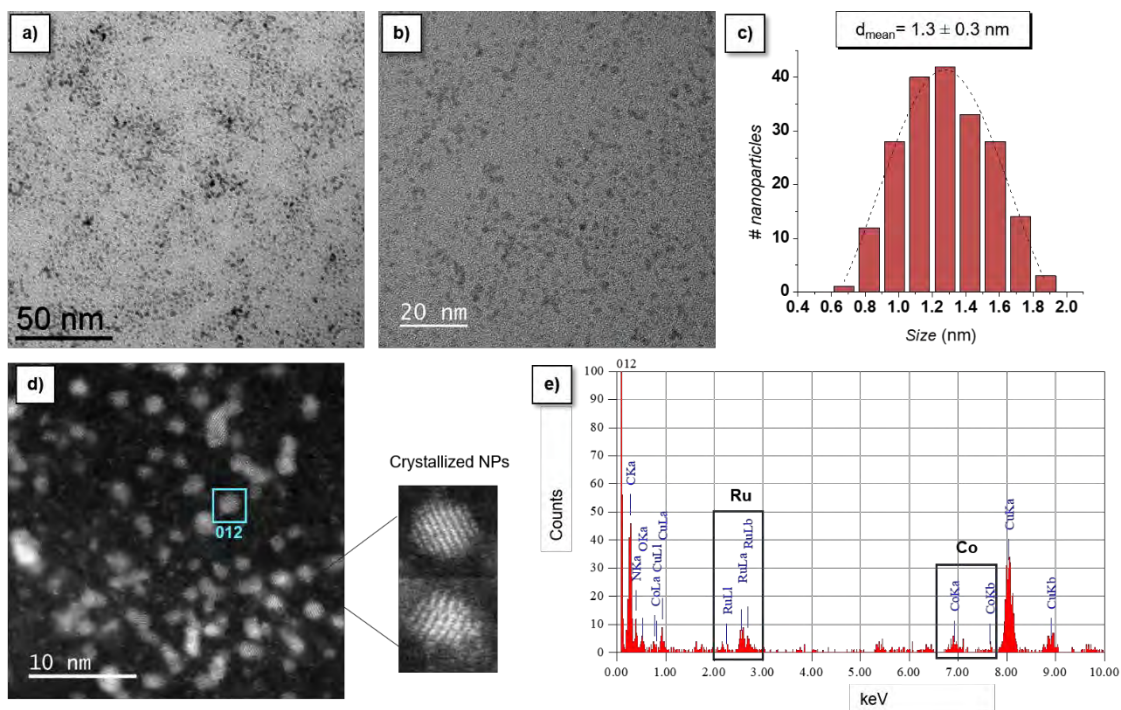 a)
50 nm
b)
20 nm
c)
dmean= 1.3 ± 0.3 nm
# nanoparticles
40
30
20
10
0
0.4 0.6 0.8 1.0 1.2 1.4 1.6 1.8 2.0
Size (nm)
d)
012
10 nm
Crystallized NPs
e)
012
Counts
100
90
80
70
60
50
40
30
20
10
0
CKa
NKa
OKa
CoLa
CuLl
CuLa
Ru
RuLl
RuLa
RuLb
Co
CoKa
CoKb
CuKa
CuKb
0.00 1.00 2.00 3.00 4.00 5.00 6.00 7.00 8.00 9.00 10.00
keV